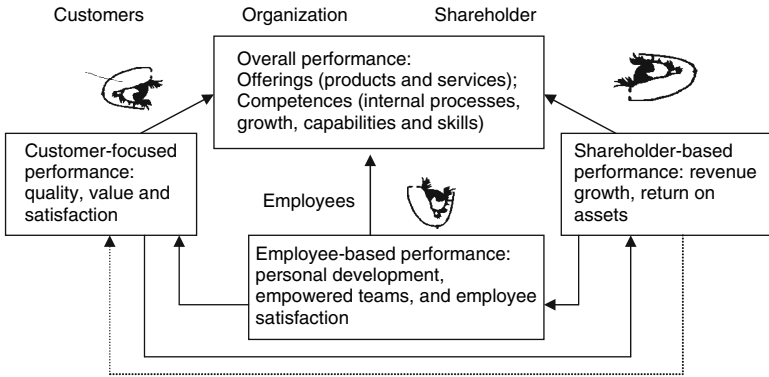 Customers
Organization
Shareholder
Overall performance:
Offerings (products and services);
Competences (internal processes,
growth, capabilities and skills)
Customer-focused
performance:
quality, value and
satisfaction
Shareholder-based
performance: revenue
growth, return on
assets
Employees
Employee-based performance:
personal development,
empowered teams, and employee
satisfaction